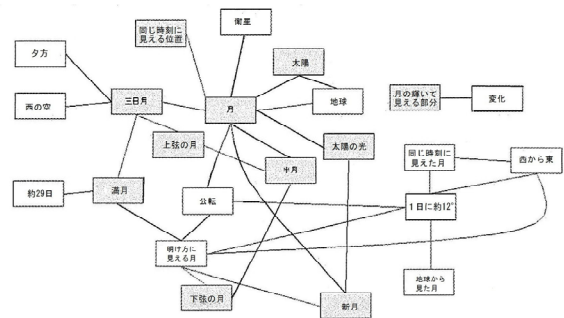 衛星
同じ時刻に
見える位置
夕方
太陽
西の空
三日月
月
地球
月の輝いて
見える部分
変化
上弦の月
太陽の光
同じ時刻に
見えた月
西から東
約29日
満月
半月
公転
1日に約12°
明け方に
見える月
地球から
見た月
下弦の月
新月